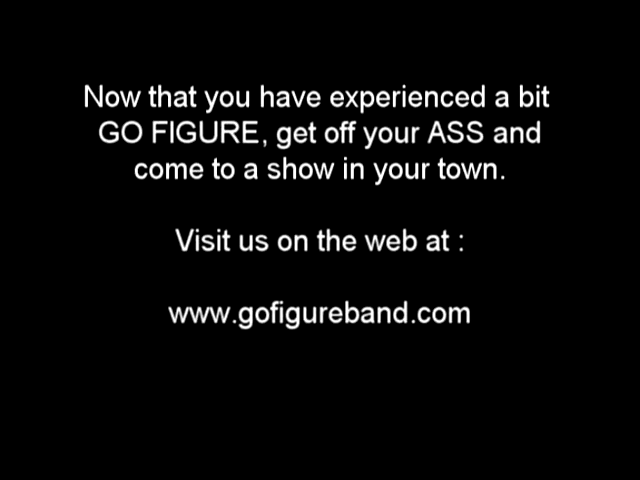 Now that you have experienced a bit
GO FIGURE, get off your ASS and
come to a show in your town.
Visit us on the web at :
www.gofigureband.com